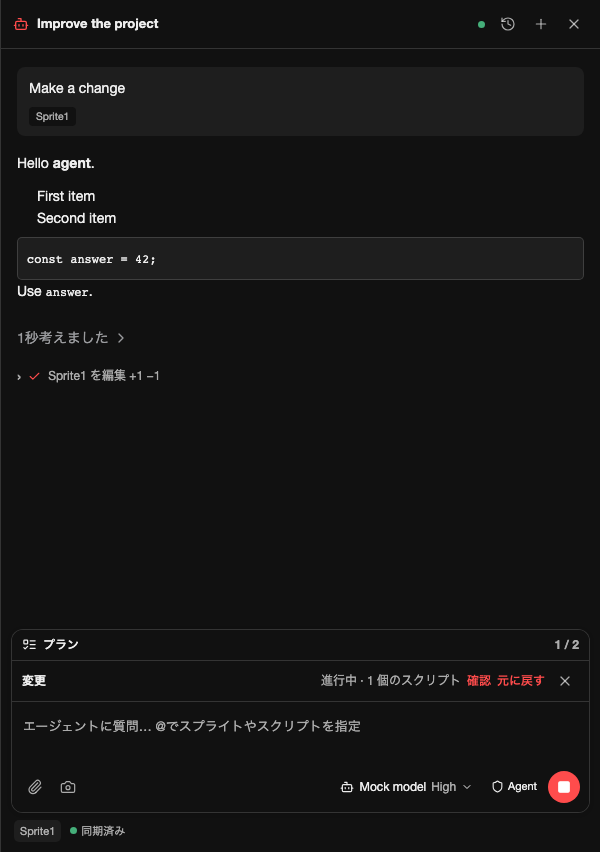 Improve the project
Make a change
Sprite1
Hello agent.
First item
Second item
const answer = 42;
Use answer.
1秒考えました
Sprite1 を編集 +1 −1
プラン 1 / 2
変更 進行中 · 1 個のスクリプト 確認 元に戻す
エージェントに質問... @でスプライトやスクリプトを指定
Mock model High Agent
Sprite1 同期済み